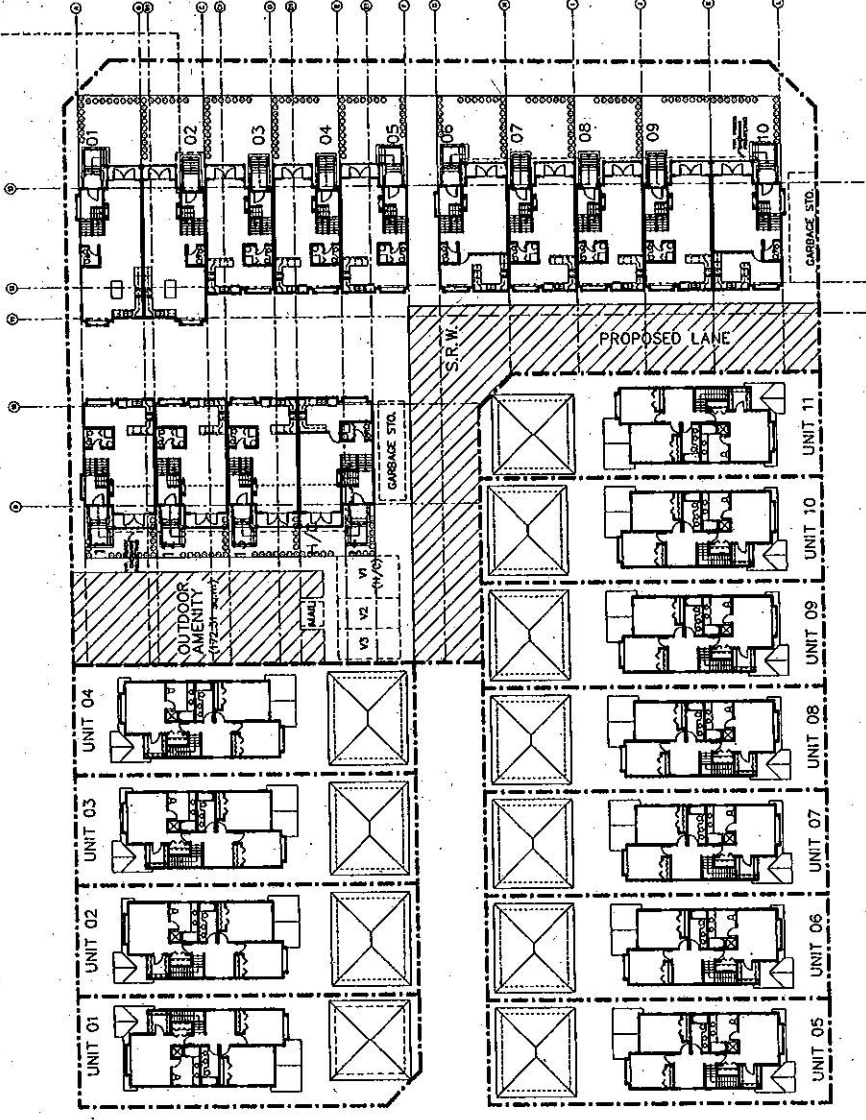 01
02
03
04
05
06
07
08
09
10
GARBAGE STO.
S.R.W.
PROPOSED LANE
GARBAGE STO.
UNIT 11
UNIT 10
OUTDOOR
AMENITY
MAIL
V1
(H/C)
V2
V3
UNIT 09
UNIT 04
UNIT 08
UNIT 03
UNIT 07
UNIT 02
UNIT 06
UNIT 01
UNIT 05